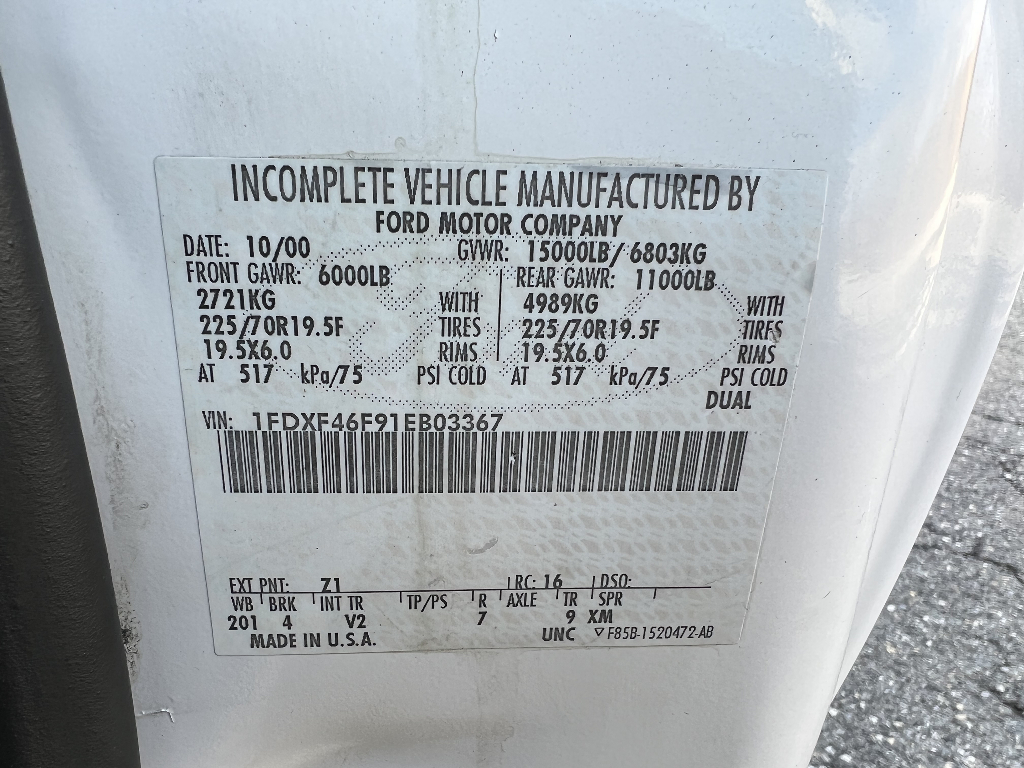 INCOMPLETE VEHICLE MANUFACTURED BY
FORD MOTOR COMPANY
DATE: 10/00 GVWR: 15000LB/ 6803KG
FRONT GAWR: 6000LB REAR GAWR: 11000LB
2721KG WITH 4989KG WITH
225/70R19.5F TIRES 225/70R19.5F TIRES
19.5X6.0 RIMS 19.5X6.0 RIMS
AT 517 kPa/75 PSI COLD AT 517 kPa/75 PSI COLD
DUAL
VIN: 1FDXF46F91EB03367
EXT PNT: Z1 RC: 16 DSO:
WB BRK INT TR TP/PS R AXLE TR SPR
201 4 V2 7 9 XM
MADE IN U.S.A. UNC ▽ F85B-1520472-AB